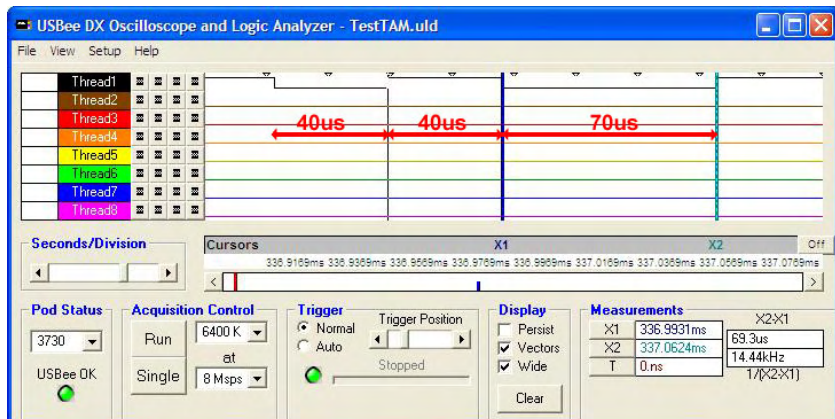 USBee DX Oscilloscope and Logic Analyzer - TestTAM.uld
File View Setup Help
Thread1
Thread2
Thread3
Thread4
Thread5
Thread6
Thread7
Thread8
40us 40us 70us
Seconds/Division
Cursors X1 X2 Off
336.9169ms 336.9369ms 336.9569ms 336.9769ms 336.9969ms 337.0169ms 337.0369ms 337.0569ms 337.0769ms
Pod Status
3730
USBee OK
Acquisition Control
Run 6400 K
at
Single 8 Msps
Trigger
Normal
Auto
Trigger Position
Stopped
Display
Persist
Vectors
Wide
Clear
Measurements
X2-X1
X1 336.9931ms
X2 337.0624ms
T 0.ns
69.3us
14.44kHz
1/(X2-X1)